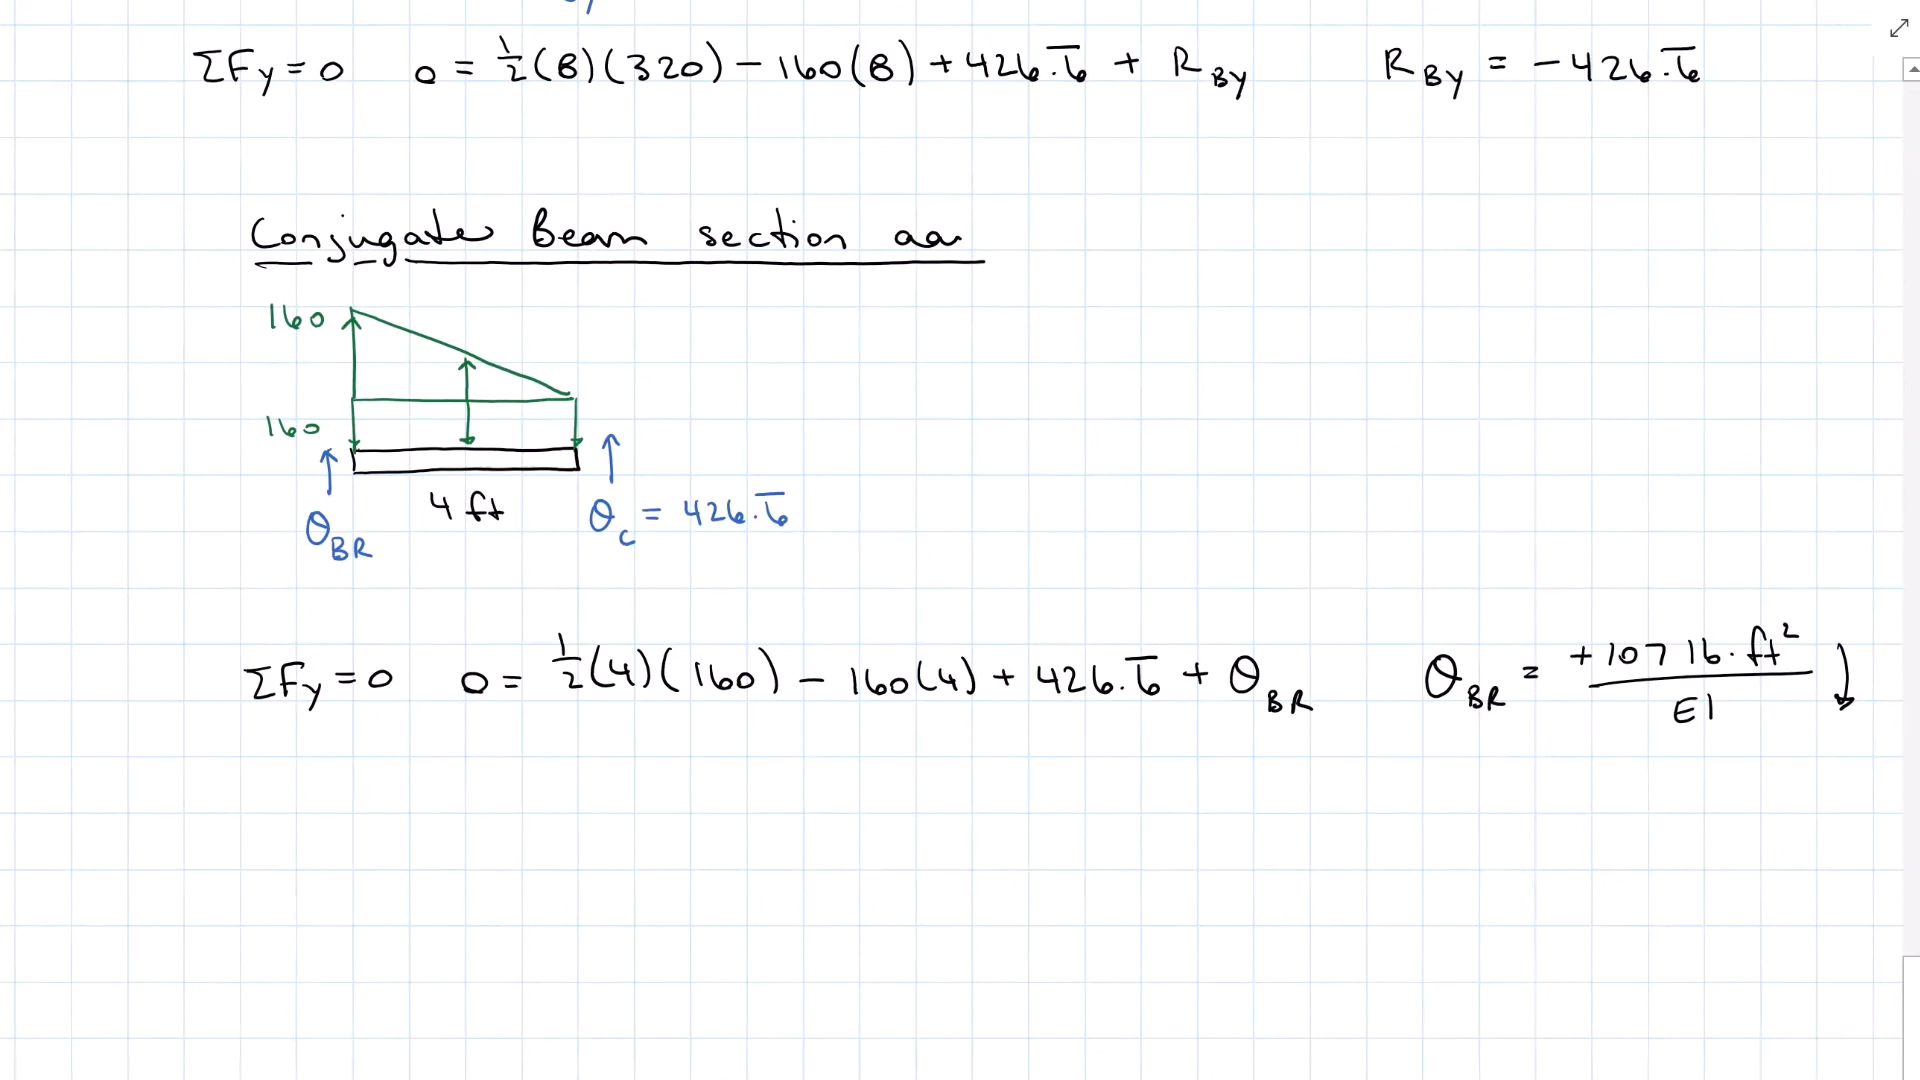 ΣFy = 0   0 = ½(8)(320) − 160(8) + 426.6̅ + R_BY   R_BY = −426.6̅
Conjugate Beam section aa
160
160
4 ft
θ_BR
θ_C = 426.6̅
ΣFy = 0   0 = ½(4)(160) − 160(4) + 426.6̅ + θ_BR   θ_BR = +107 lb·ft² / EI